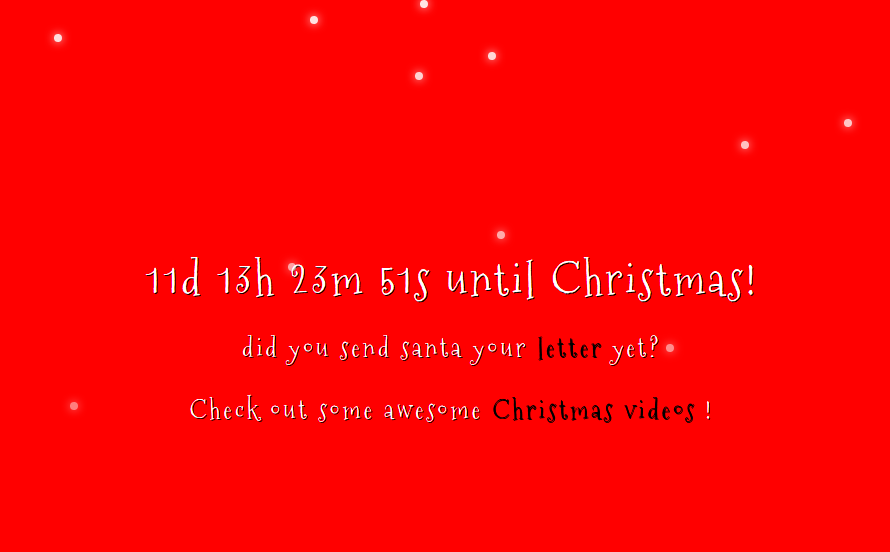 11d 13h 23m 51s until Christmas!
did you send santa your letter yet?
Check out some awesome Christmas videos !